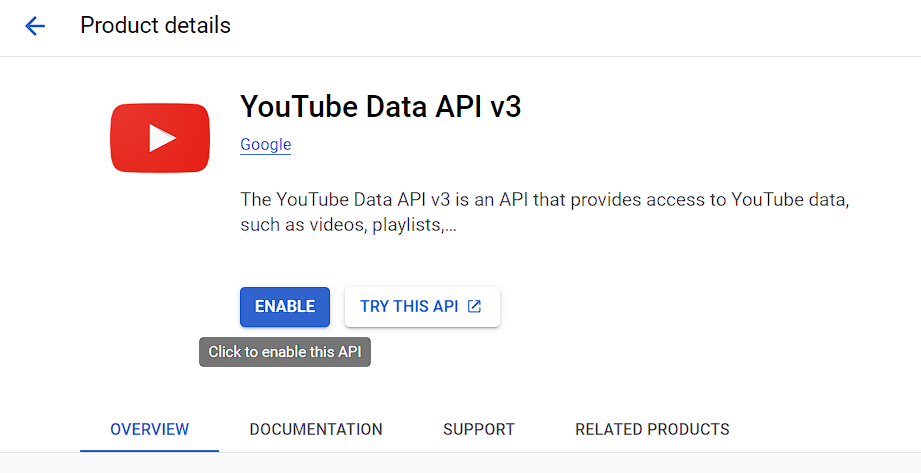 Product details
YouTube Data API v3
Google
The YouTube Data API v3 is an API that provides access to YouTube data,
such as videos, playlists,...
ENABLE
TRY THIS API
Click to enable this API
OVERVIEW
DOCUMENTATION
SUPPORT
RELATED PRODUCTS